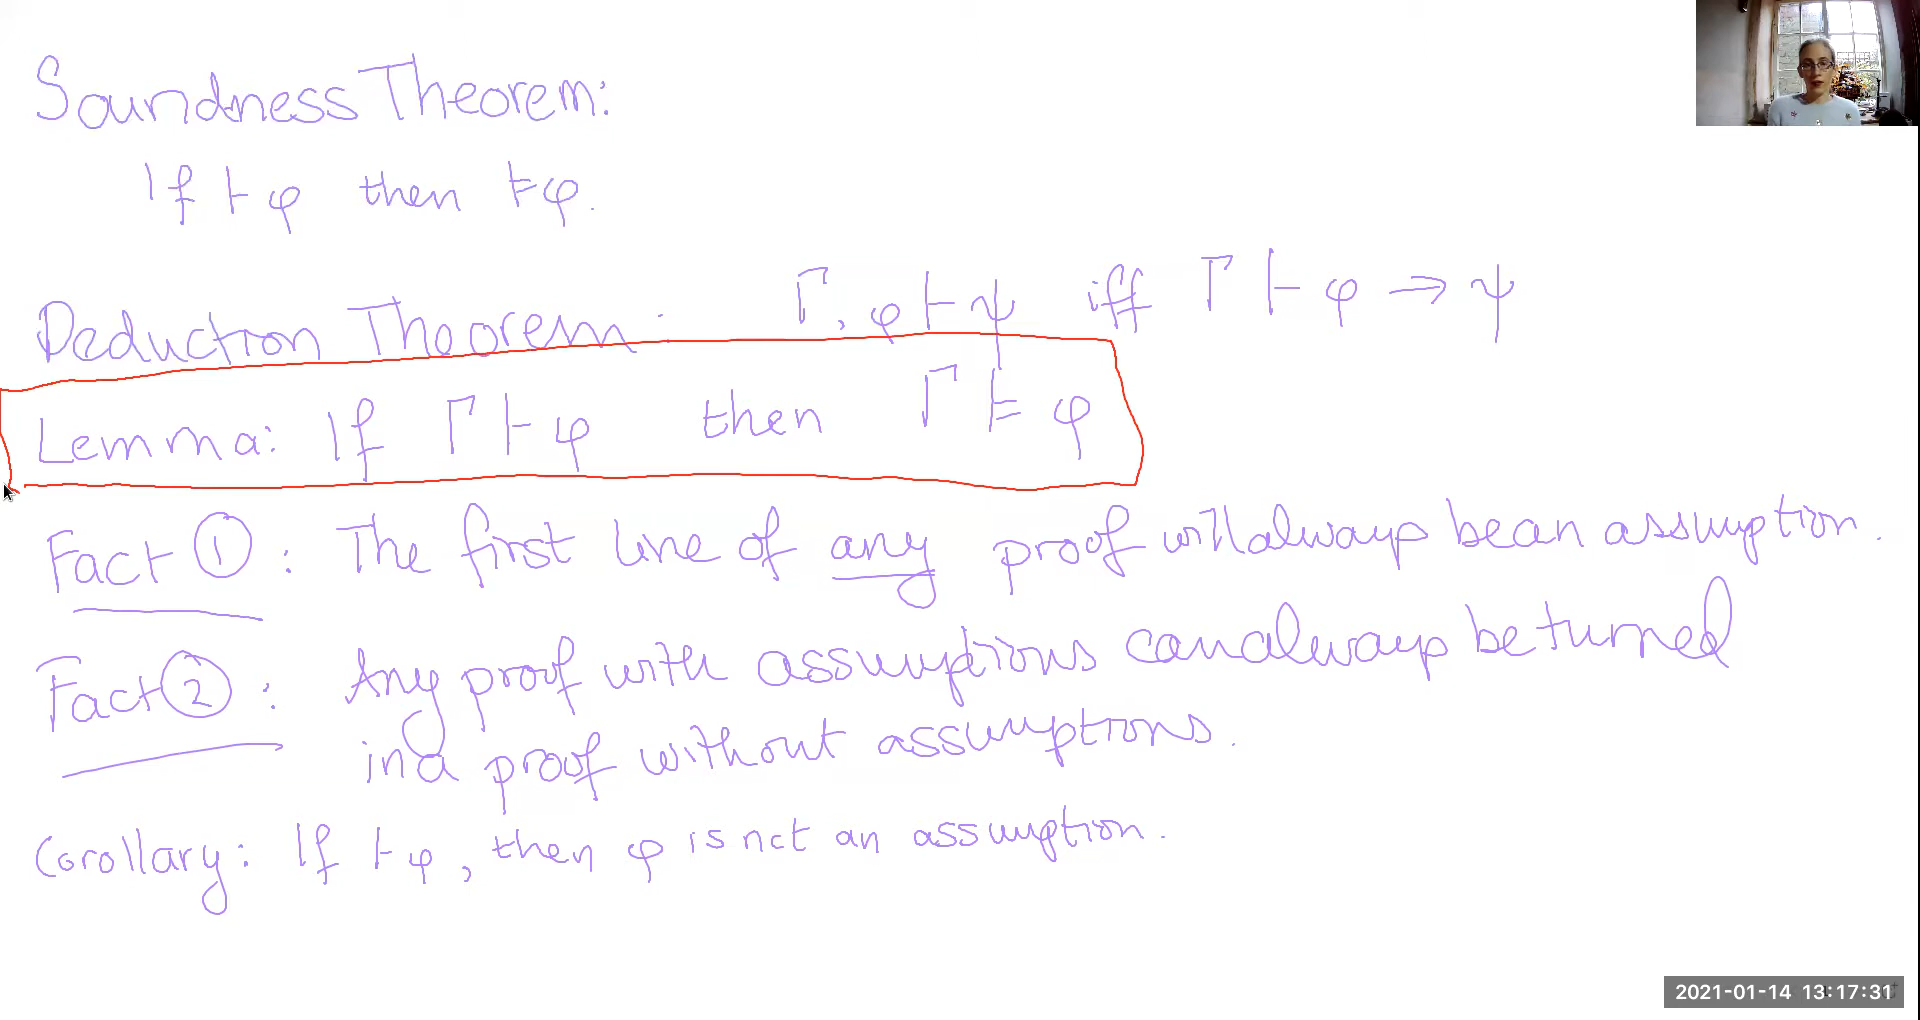 Soundness Theorem:
If ⊢ φ then ⊨ φ.
Deduction Theorem: Γ, φ ⊢ ψ iff Γ ⊢ φ → ψ
Lemma: If Γ ⊢ φ then Γ ⊨ φ
Fact ①: The first line of any proof will always be an assumption.
Fact ②: Any proof with assumptions can always be turned
in a proof without assumptions.
Corollary: If ⊢ φ, then φ is not an assumption.
2021-01-14 13:17:31